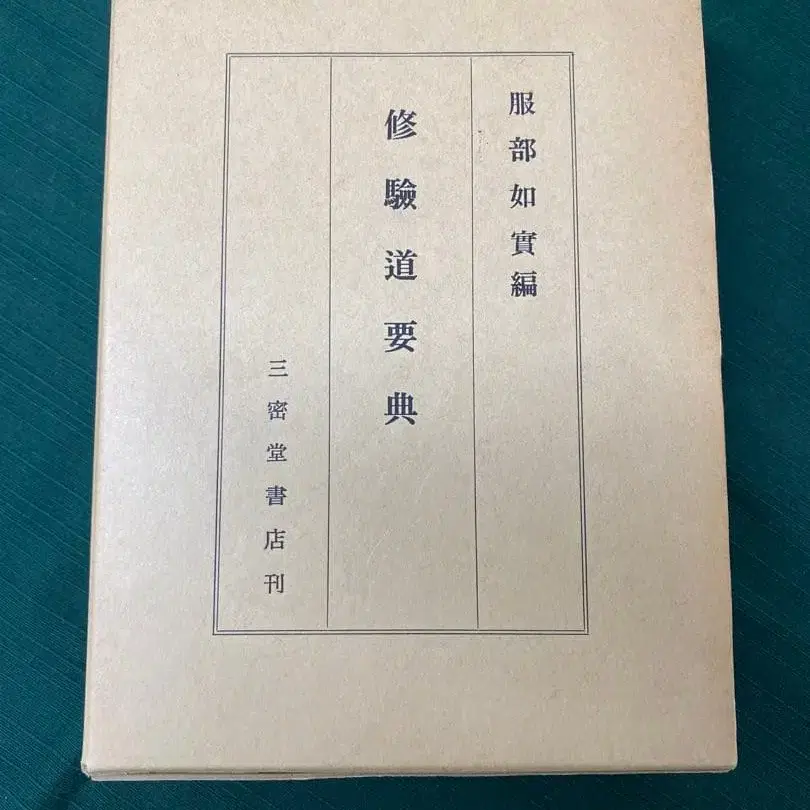 服部如實編
修驗道要典
三密堂書店刊